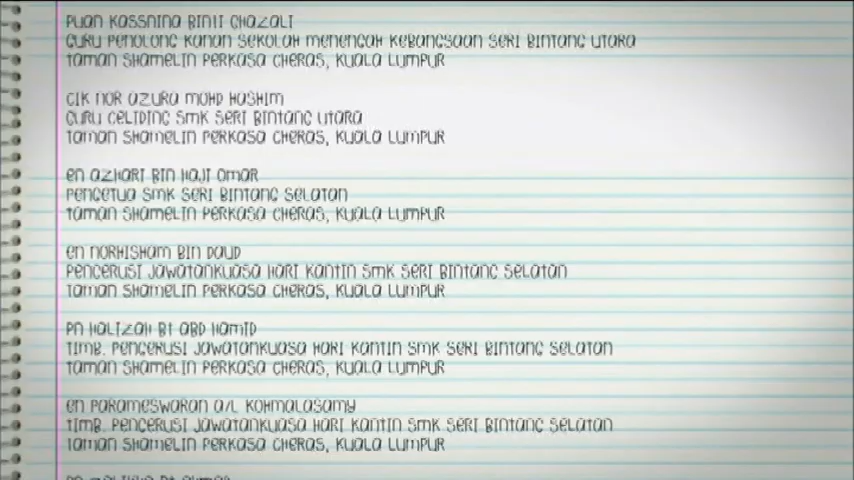 Puan Kassnina Binti Ghazali
Guru Penolong Kanan Sekolah Menengah Kebangsaan Seri Bintang Utara
Taman Shamelin Perkasa Cheras, Kuala Lumpur
Cik Nor Azura Mohd Hashim
Guru Geliding SMK Seri Bintang Utara
Taman Shamelin Perkasa Cheras, Kuala Lumpur
En Azhari Bin Haji Omar
Pengetua SMK Seri Bintang Selatan
Taman Shamelin Perkasa Cheras, Kuala Lumpur
En Norhisham Bin Daud
Pengerusi Jawatankuasa Hari Kantin SMK Seri Bintang Selatan
Taman Shamelin Perkasa Cheras, Kuala Lumpur
Pn Halizah Bt Abd Hamid
Timb. Pengerusi Jawatankuasa Hari Kantin SMK Seri Bintang Selatan
Taman Shamelin Perkasa Cheras, Kuala Lumpur
En Parameswaran A/L Kohmalasamy
Timb. Pengerusi Jawatankuasa Hari Kantin SMK Seri Bintang Selatan
Taman Shamelin Perkasa Cheras, Kuala Lumpur